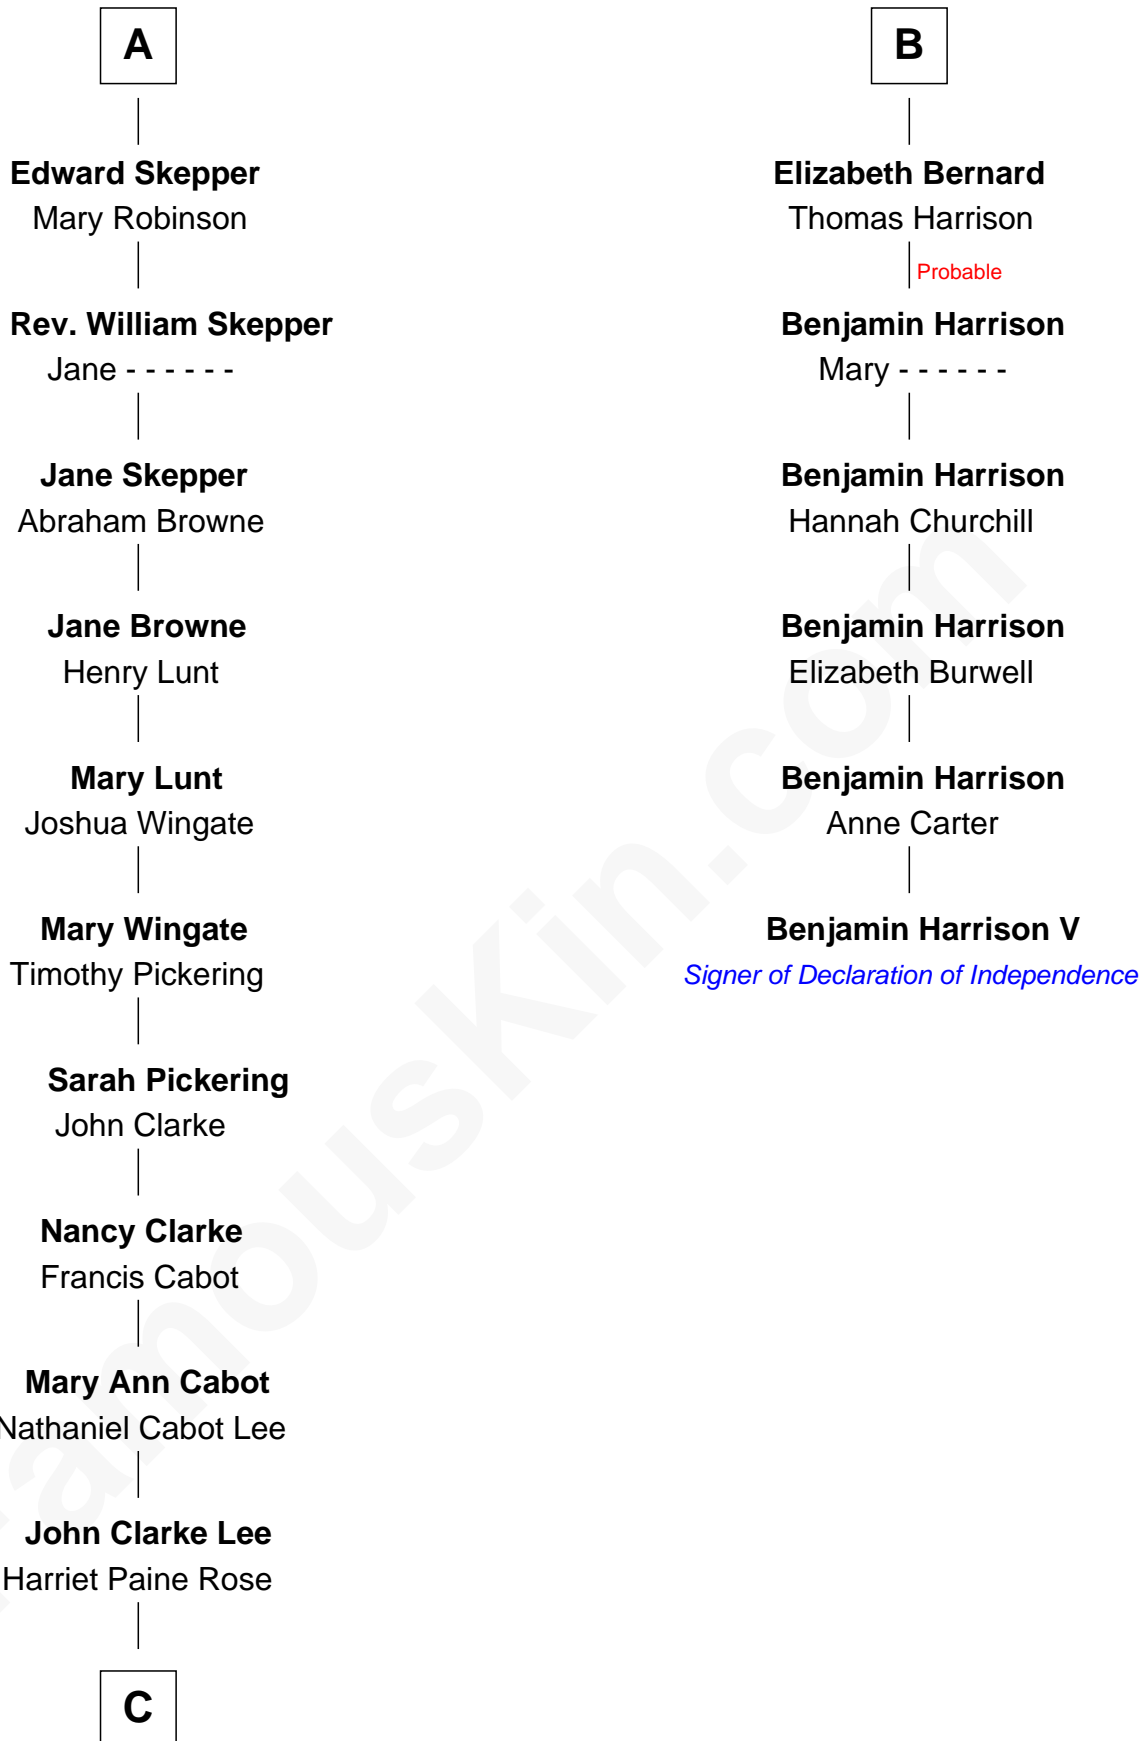 A
Edward Skepper
Mary Robinson
Rev. William Skepper
Jane - - - - - -
Jane Skepper
Abraham Browne
Jane Browne
Henry Lunt
Mary Lunt
Joshua Wingate
Mary Wingate
Timothy Pickering
Sarah Pickering
John Clarke
Nancy Clarke
Francis Cabot
Mary Ann Cabot
Nathaniel Cabot Lee
John Clarke Lee
Harriet Paine Rose
C
B
Elizabeth Bernard
Thomas Harrison
Probable
Benjamin Harrison
Mary - - - - - -
Benjamin Harrison
Hannah Churchill
Benjamin Harrison
Elizabeth Burwell
Benjamin Harrison
Anne Carter
Benjamin Harrison V
Signer of Declaration of Independence
FamousKin.com